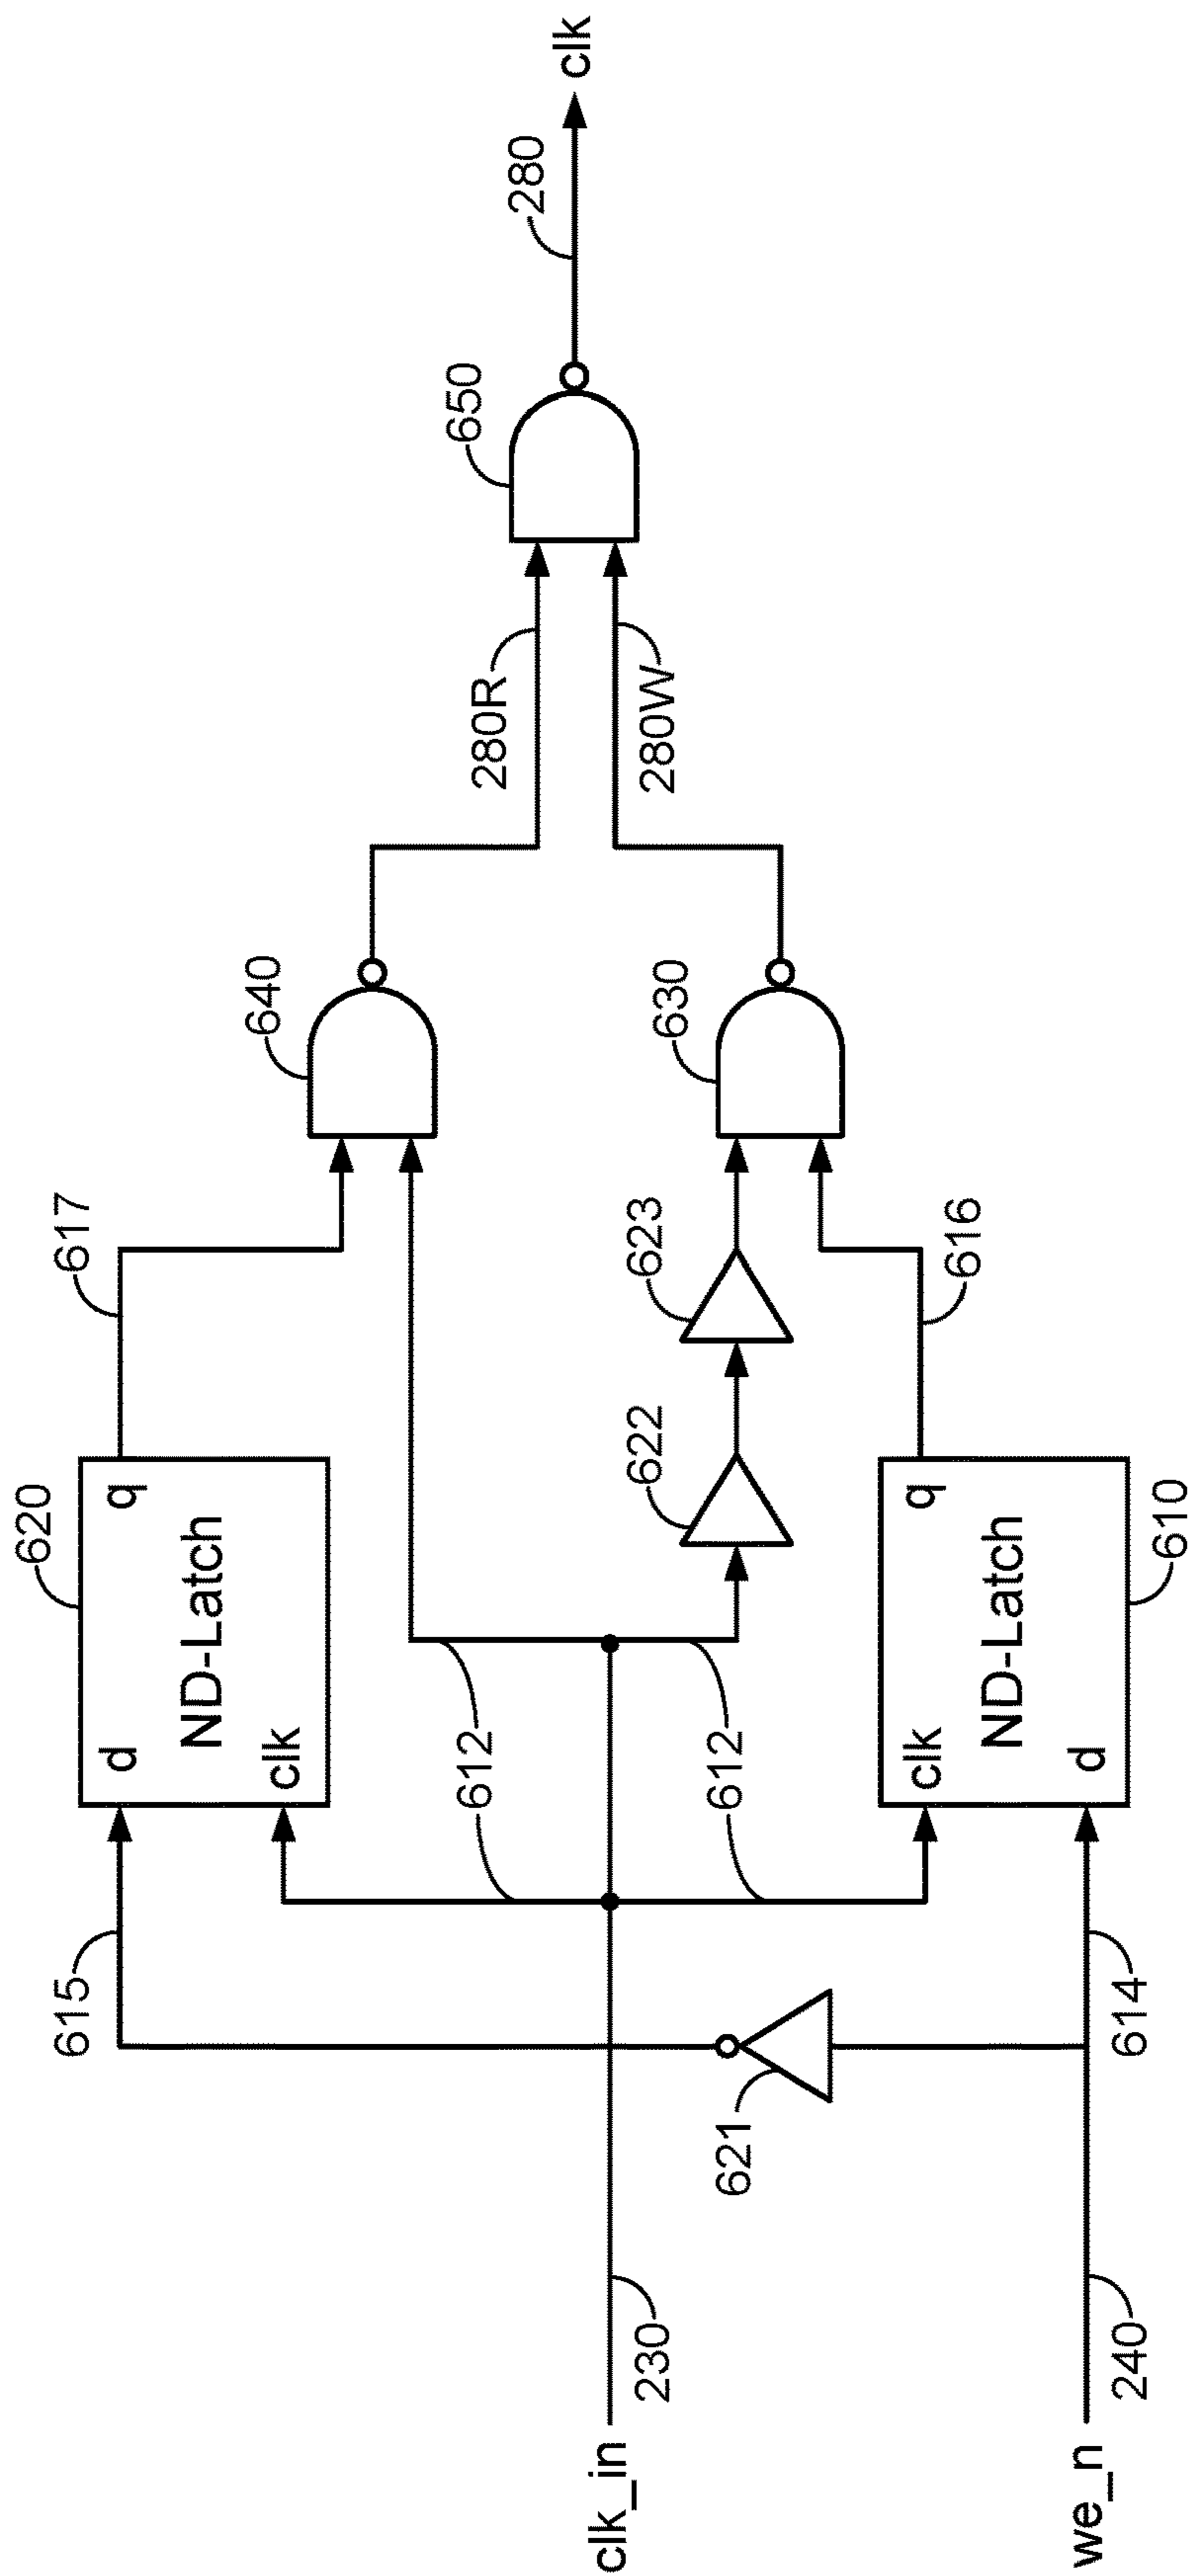 620
d
q
ND-Latch
clk
615
617
640
612
612
280R
650
280
clk
clk_in
230
621
622
623
630
280W
clk
q
ND-Latch
d
616
610
we_n
240
614